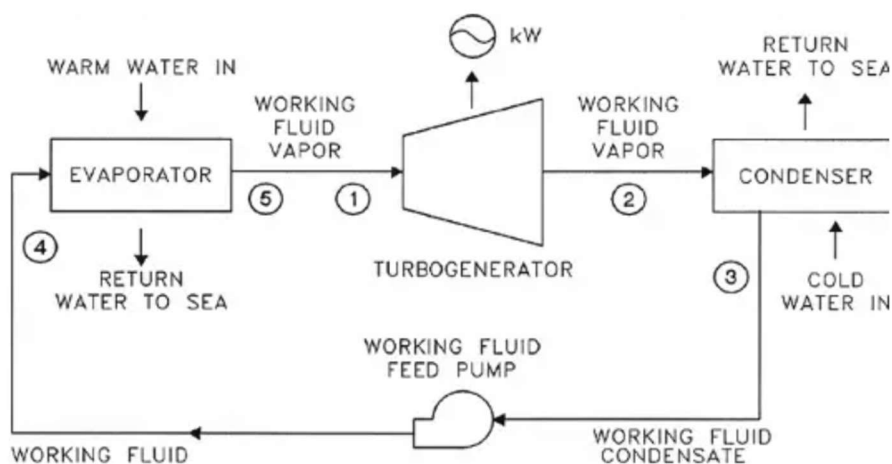 kW
RETURN
WATER TO SEA
WARM WATER IN
WORKING
FLUID
VAPOR
WORKING
FLUID
VAPOR
EVAPORATOR
CONDENSER
5
1
2
4
3
TURBOGENERATOR
RETURN
WATER TO SEA
COLD
WATER IN
WORKING FLUID
FEED PUMP
WORKING FLUID
WORKING FLUID
CONDENSATE